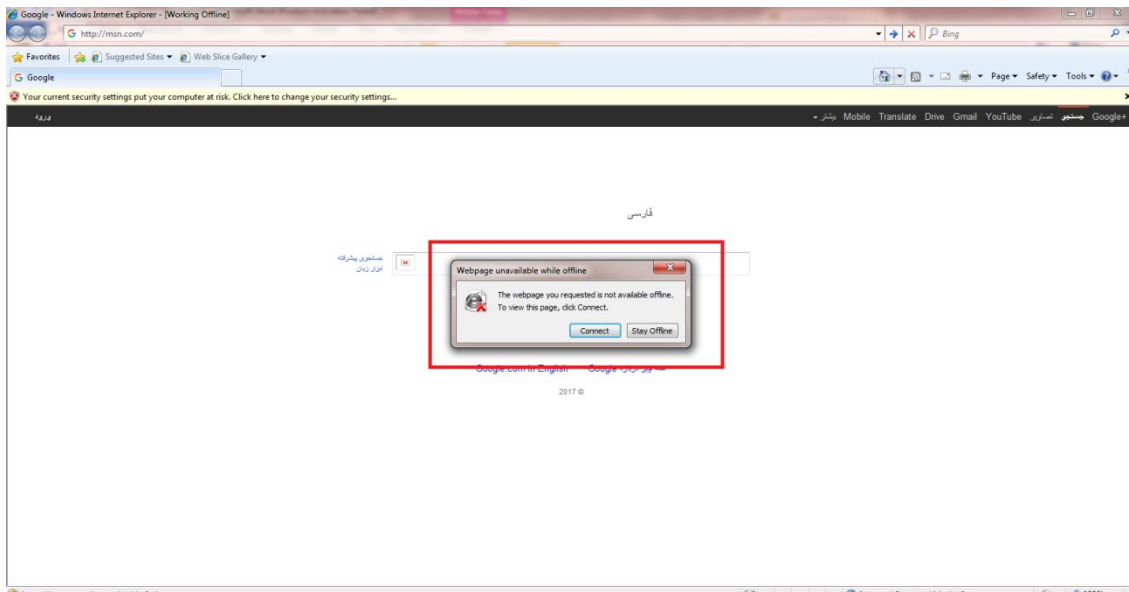 Google - Windows Internet Explorer - [Working Offline]
http://msn.com/
Bing
Favorites Suggested Sites Web Slice Gallery
Google
Page Safety Tools
Your current security settings put your computer at risk. Click here to change your security settings...
Google+ جستجو تصاویر YouTube Gmail Drive Translate Mobile بیشتر
ورود
فارسی
جستجوی پیشرفته
ابزار زبان
Webpage unavailable while offline
The webpage you requested is not available offline.
To view this page, click Connect.
Connect Stay Offline
Google.com in English همه چیز درباره Google
2017 ©